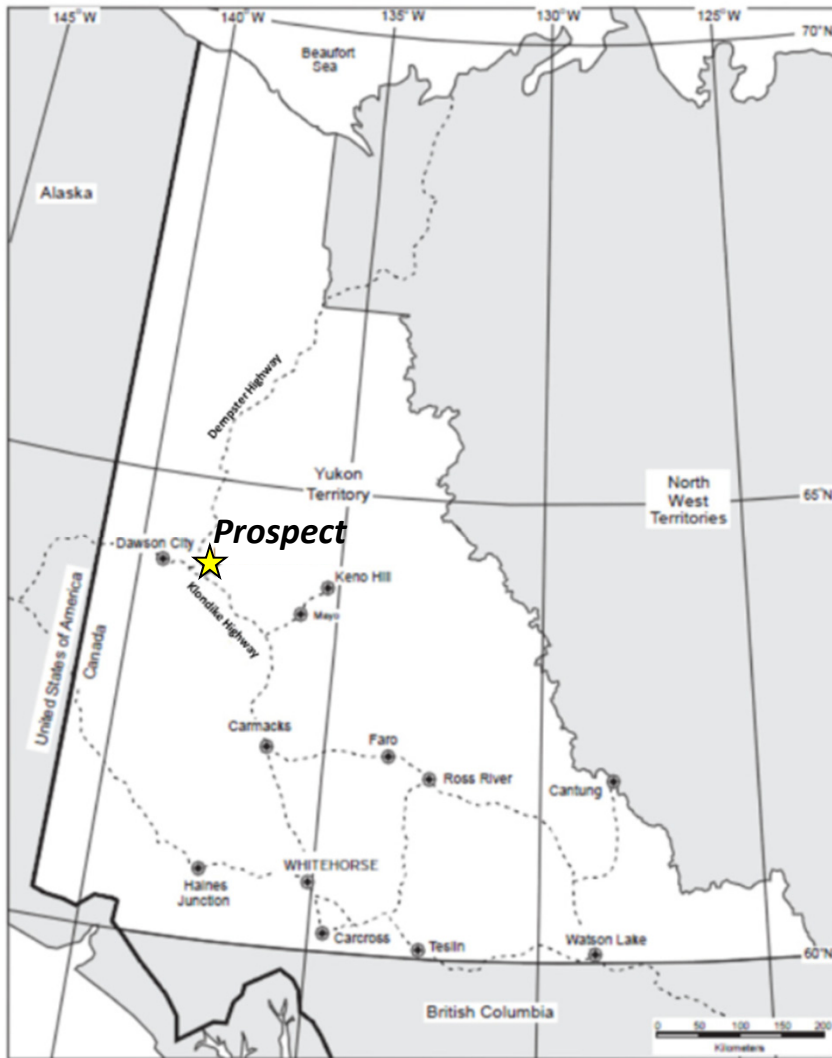 145°W
140°W
135°W
130°W
125°W
70°N
Beaufort
Sea
Alaska
Dempster Highway
Yukon
Territory
North
West
Territories
65°N
Prospect
Dawson City
Keno Hill
Mayo
Klondike Highway
United States of America
Canada
Carmacks
Faro
Ross River
Cantung
WHITEHORSE
Haines
Junction
Carcross
Teslin
Watson Lake
60°N
British Columbia
0 50 100 150 200
Kilometers